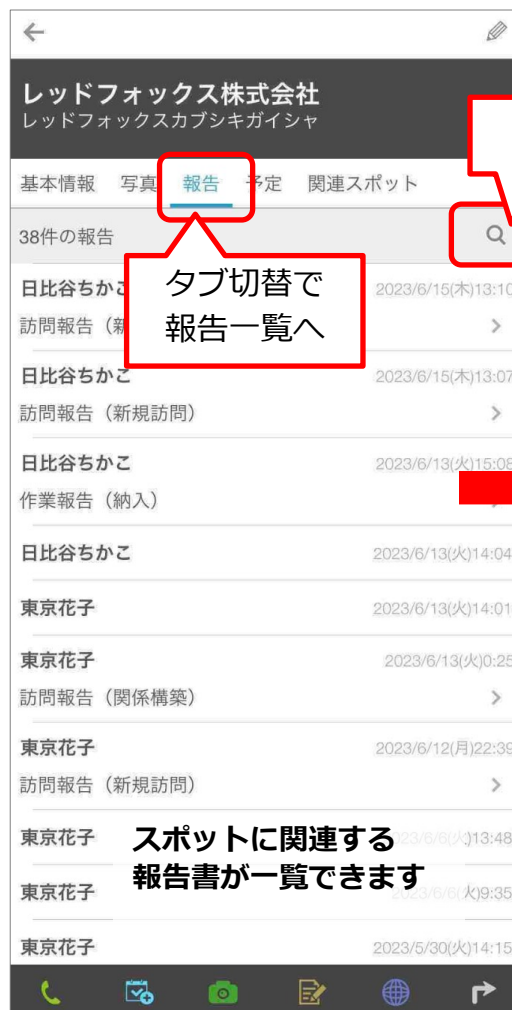 レッドフォックス株式会社
レッドフォックスカブシキガイシャ
基本情報 写真 報告 予定 関連スポット
38件の報告
タブ切替で
報告一覧へ
日比谷ちかこ 2023/6/15(木)13:10
訪問報告（新
日比谷ちかこ 2023/6/15(木)13:07
訪問報告（新規訪問）
日比谷ちかこ 2023/6/13(火)15:08
作業報告（納入）
日比谷ちかこ 2023/6/13(火)14:04
東京花子 2023/6/13(火)14:01
東京花子 2023/6/13(火)0:25
訪問報告（関係構築）
東京花子 2023/6/12(月)22:39
訪問報告（新規訪問）
東京花子 2023/6/6(火)13:48
スポットに関連する
報告書が一覧できます
東京花子 2023/6/6(火)9:35
東京花子 2023/5/30(火)14:15